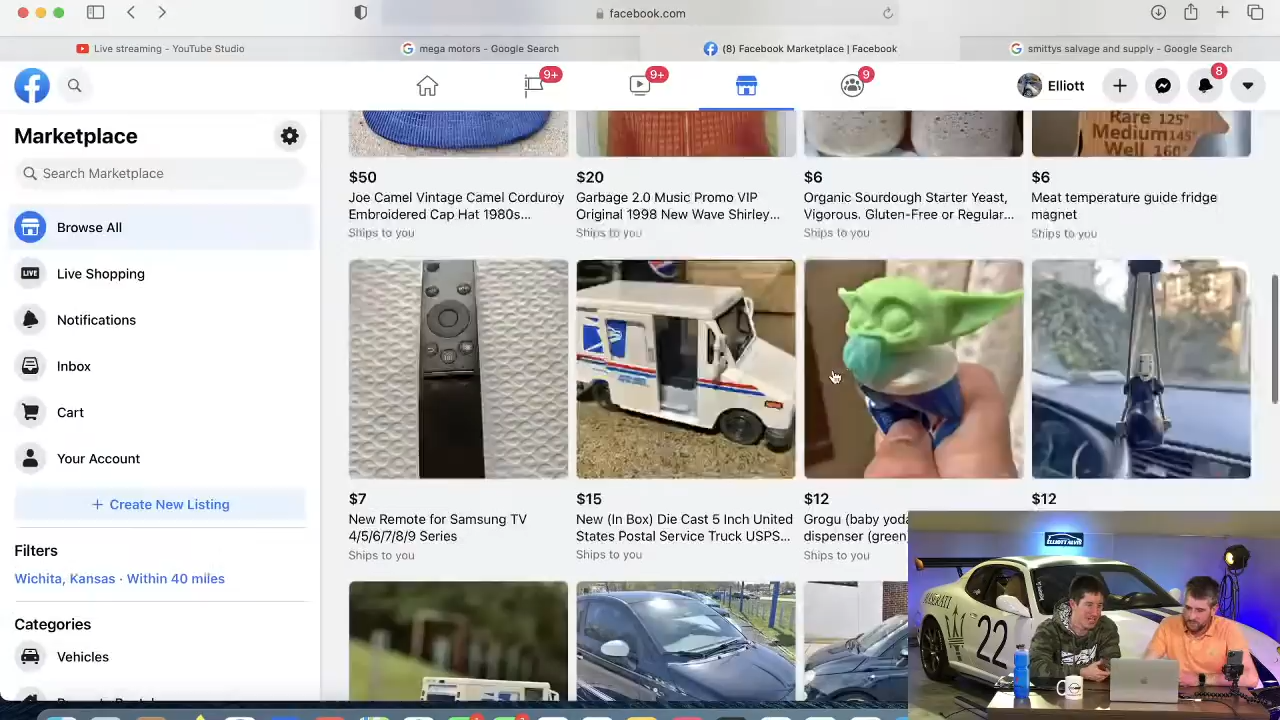 facebook.com
Live streaming - YouTube Studio
mega motors - Google Search
(8) Facebook Marketplace | Facebook
smittys salvage and supply - Google Search
9+
9+
9
Elliott
8
Marketplace
Search Marketplace
Browse All
Live Shopping
Notifications
Inbox
Cart
Your Account
+ Create New Listing
Filters
Wichita, Kansas · Within 40 miles
Categories
Vehicles
LIVE
Rare 125°
Medium 145°
Well 160°
$50
Joe Camel Vintage Camel Corduroy
Embroidered Cap Hat 1980s...
Ships to you
$20
Garbage 2.0 Music Promo VIP
Original 1998 New Wave Shirley...
Ships to you
$6
Organic Sourdough Starter Yeast,
Vigorous. Gluten-Free or Regular...
Ships to you
$6
Meat temperature guide fridge
magnet
Ships to you
$7
New Remote for Samsung TV
4/5/6/7/8/9 Series
Ships to you
$15
New (In Box) Die Cast 5 Inch United
States Postal Service Truck USPS...
Ships to you
$12
Grogu (baby yoda
dispenser (green
Ships to you
$12
ELLIOTT ALVIS
MASERATI
22